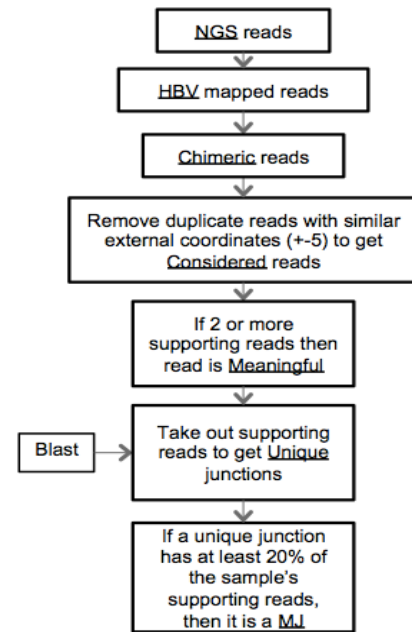 NGS reads
HBV mapped reads
Chimeric reads
Remove duplicate reads with similar
external coordinates (+-5) to get
Considered reads
If 2 or more
supporting reads then
read is Meaningful
Blast
Take out supporting
reads to get Unique
junctions
If a unique junction
has at least 20% of
the sample's
supporting reads,
then it is a MJ